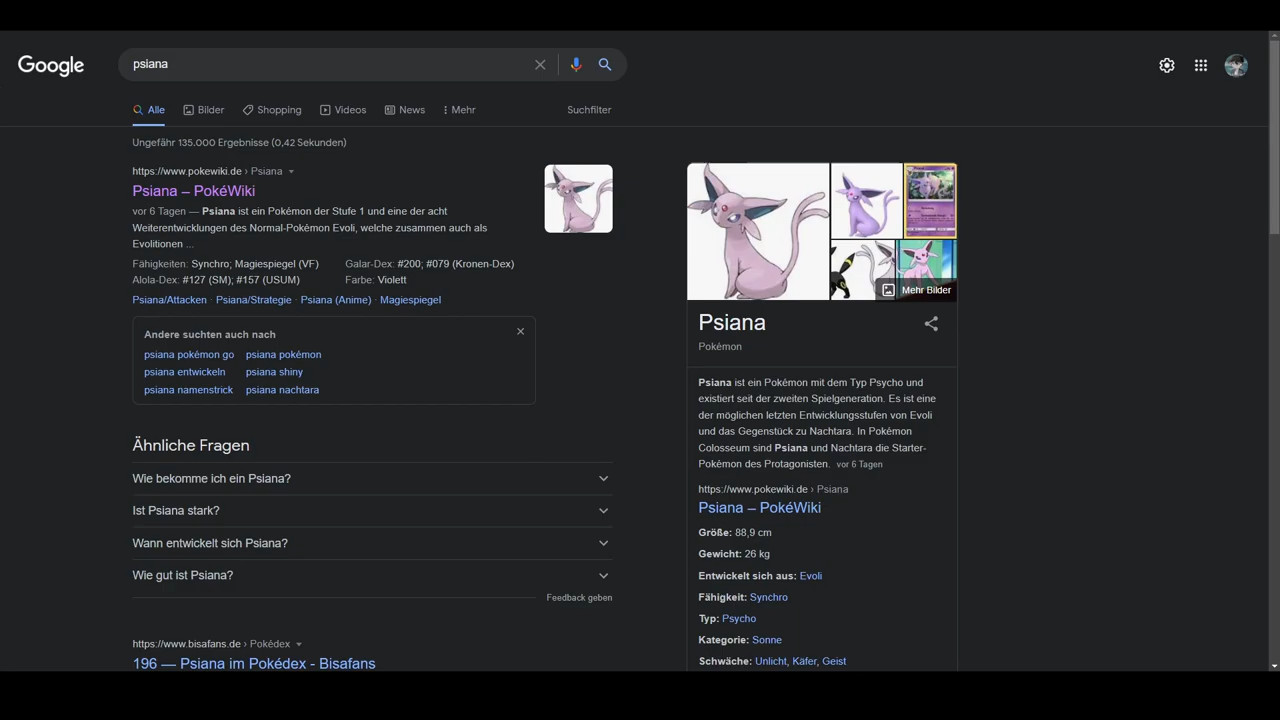 Google
psiana
Alle
Bilder
Shopping
Videos
News
Mehr
Suchfilter
Ungefähr 135.000 Ergebnisse (0,42 Sekunden)
https://www.pokewiki.de › Psiana
Psiana – PokéWiki
vor 6 Tagen — Psiana ist ein Pokémon der Stufe 1 und eine der acht
Weiterentwicklungen des Normal-Pokémon Evoli, welche zusammen auch als
Evolitionen ...
Fähigkeiten: Synchro; Magiespiegel (VF)
Galar-Dex: #200; #079 (Kronen-Dex)
Alola-Dex: #127 (SM); #157 (USUM)
Farbe: Violett
Psiana/Attacken · Psiana/Strategie · Psiana (Anime) · Magiespiegel
Andere suchten auch nach
psiana pokémon go
psiana pokémon
psiana entwickeln
psiana shiny
psiana namenstrick
psiana nachtara
Ähnliche Fragen
Wie bekomme ich ein Psiana?
Ist Psiana stark?
Wann entwickelt sich Psiana?
Wie gut ist Psiana?
Feedback geben
https://www.bisafans.de › Pokédex
196 — Psiana im Pokédex - Bisafans
Mehr Bilder
Psiana
Pokémon
Psiana ist ein Pokémon mit dem Typ Psycho und
existiert seit der zweiten Spielgeneration. Es ist eine
der möglichen letzten Entwicklungsstufen von Evoli
und das Gegenstück zu Nachtara. In Pokémon
Colosseum sind Psiana und Nachtara die Starter-
Pokémon des Protagonisten. vor 6 Tagen
https://www.pokewiki.de › Psiana
Psiana – PokéWiki
Größe: 88,9 cm
Gewicht: 26 kg
Entwickelt sich aus: Evoli
Fähigkeit: Synchro
Typ: Psycho
Kategorie: Sonne
Schwäche: Unlicht, Käfer, Geist